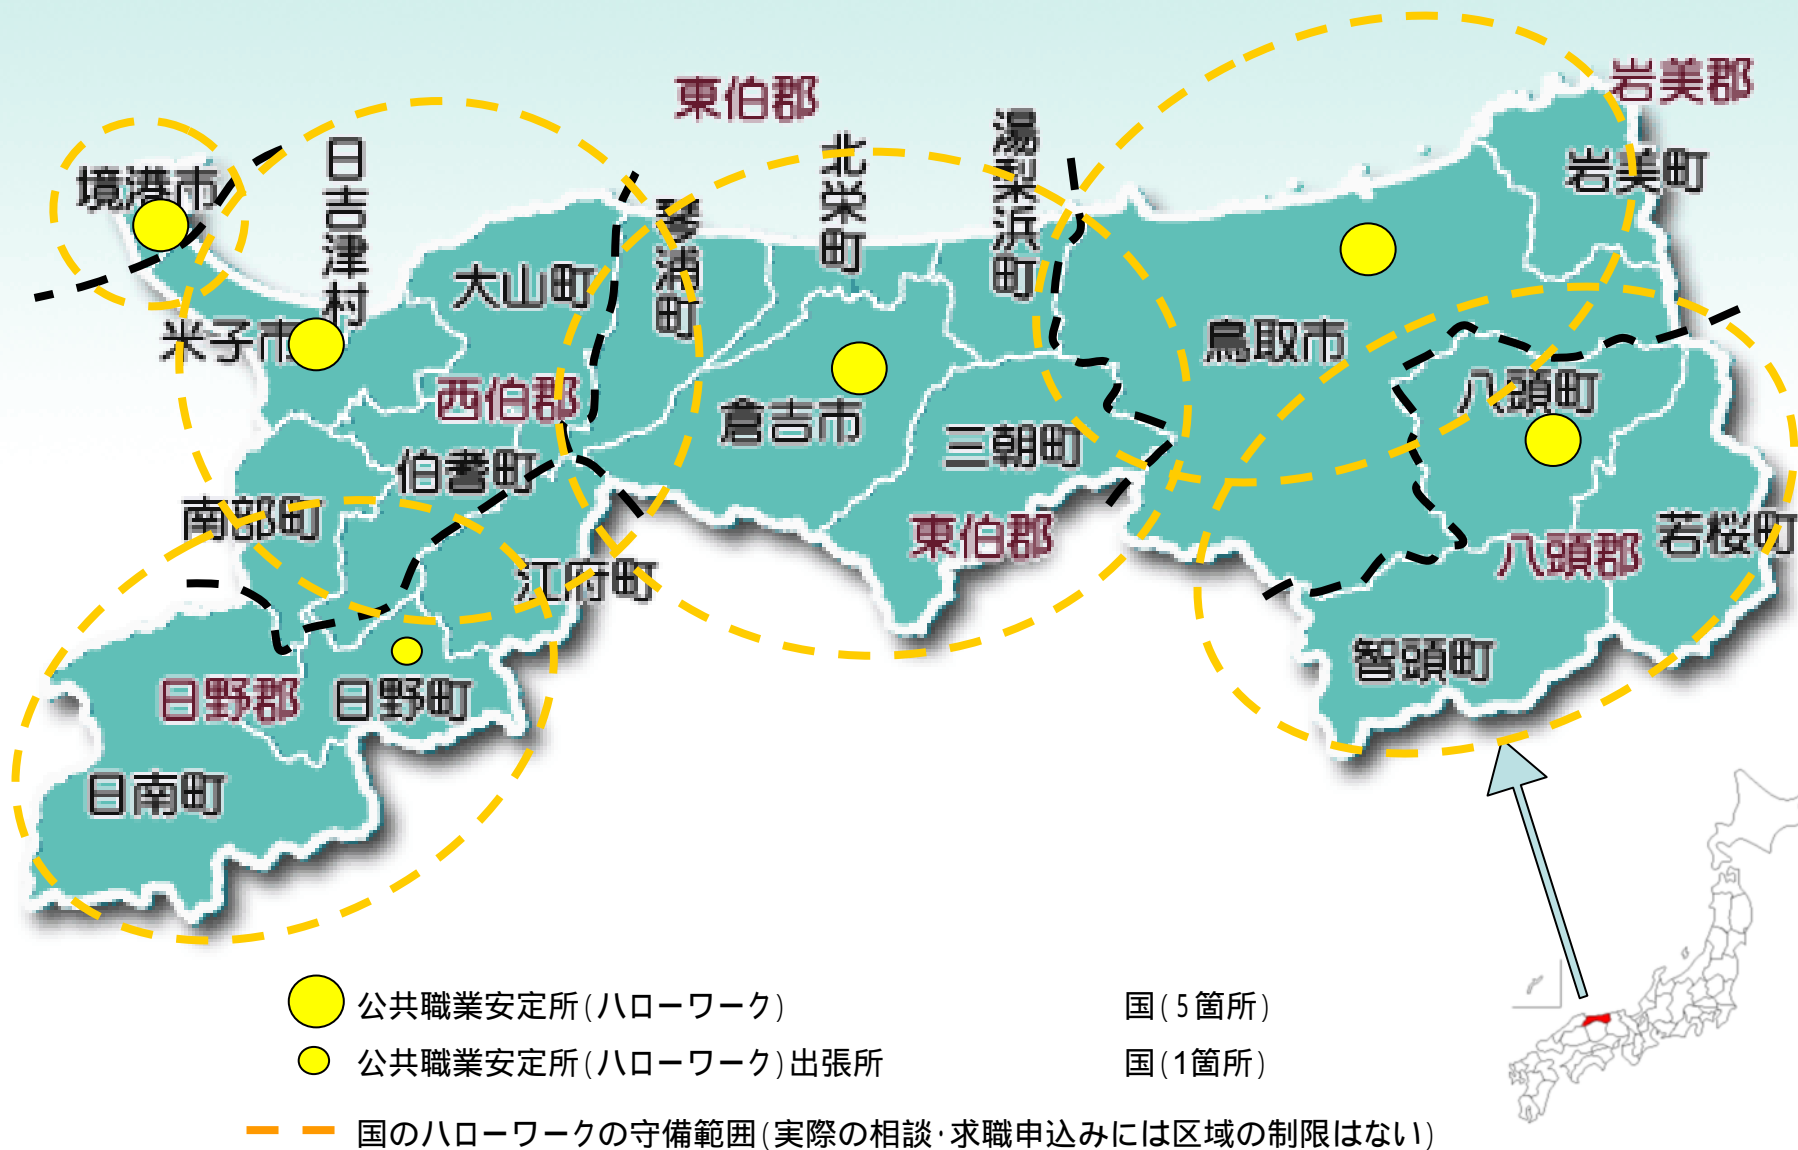 東伯郡
岩美郡
境港市
日吉津村
北栄町
湯梨浜町
岩美町
大山町
琴浦町
米子市
鳥取市
西伯郡
八頭町
倉吉市
三朝町
伯耆町
南部町
東伯郡
八頭郡
若桜町
江府町
智頭町
日野郡
日野町
日南町
公共職業安定所(ハローワーク) 国(5箇所)
公共職業安定所(ハローワーク)出張所 国(1箇所)
国のハローワークの守備範囲(実際の相談・求職申込みには区域の制限はない)